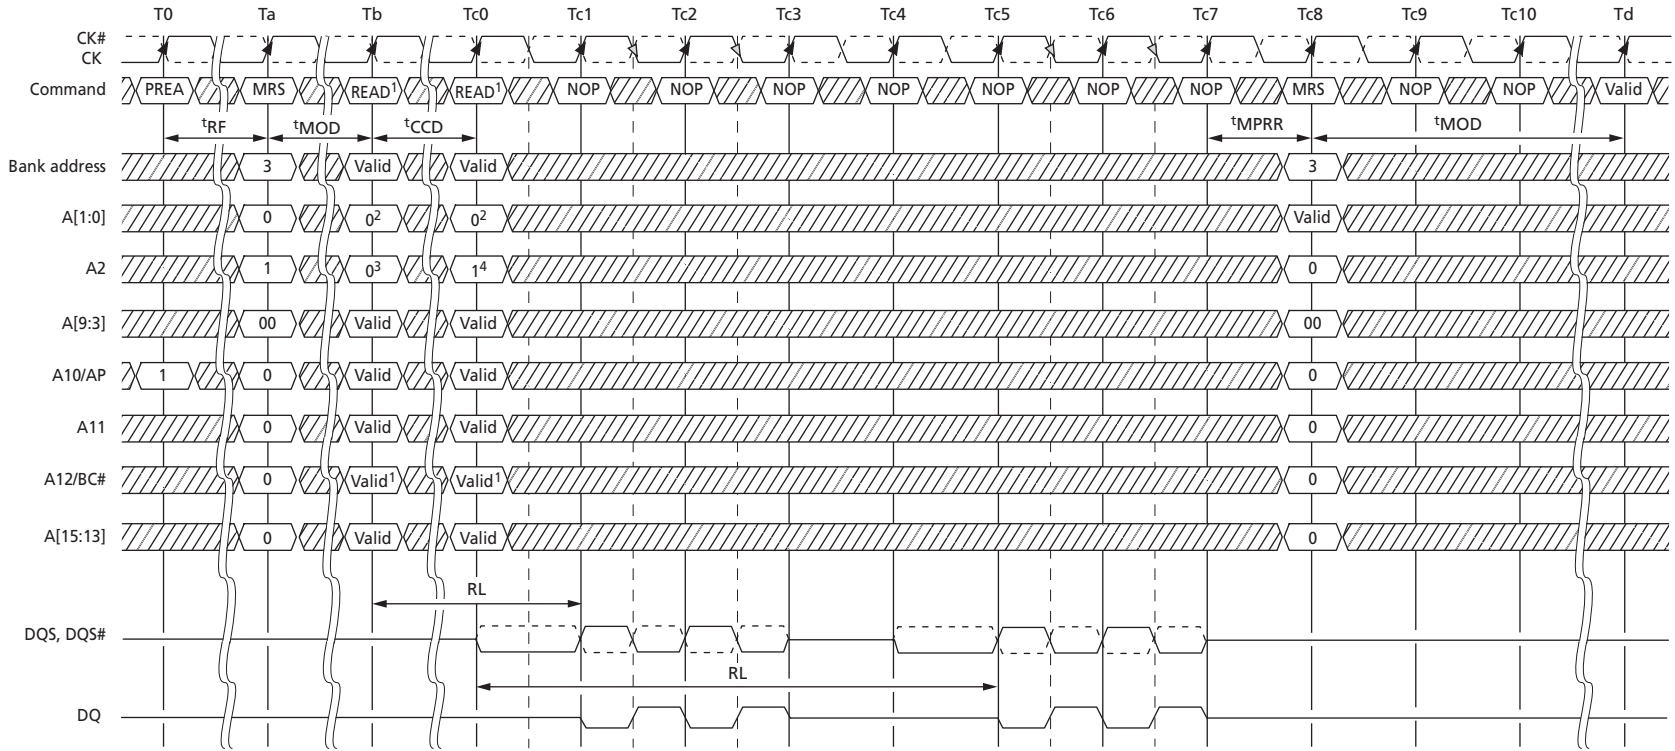 T0 Ta Tb Tc0 Tc1 Tc2 Tc3 Tc4 Tc5 Tc6 Tc7 Tc8 Tc9 Tc10 Td
CK#
CK
Command PREA MRS READ¹ READ¹ NOP NOP NOP NOP NOP NOP NOP MRS NOP NOP Valid
ᵗRF ᵗMOD ᵗCCD ᵗMPRR ᵗMOD
Bank address 3 Valid Valid 3
A[1:0] 0 0² 0² Valid
A2 1 0³ 1⁴ 0
A[9:3] 00 Valid Valid 00
A10/AP 1 0 Valid Valid 0
A11 0 Valid Valid 0
A12/BC# 0 Valid¹ Valid¹ 0
A[15:13] 0 Valid Valid 0
RL
DQS, DQS#
RL
DQ